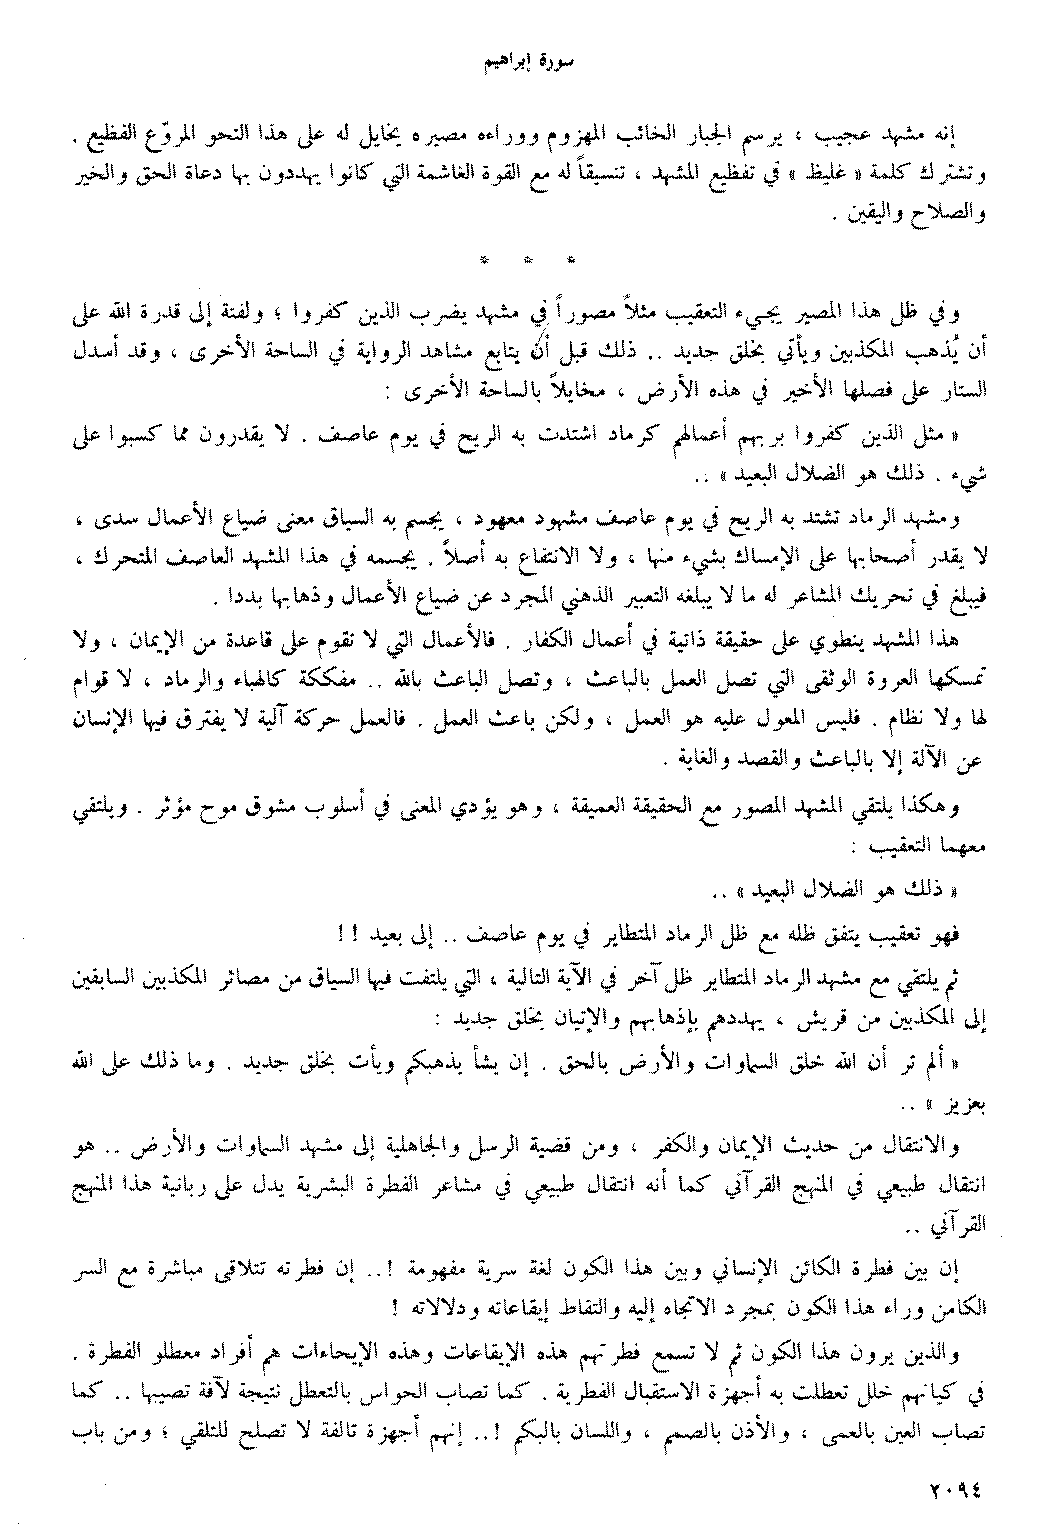 سورة إبراهيم
إنه مشهد عجيب ، يرسم الجبار الخائب المهزوم ووراءه مصيره يخايل له على هذا النحو المروّع الفظيع .
وتشترك كلمة « غليظ » في تفظيع المشهد ، تنسيقاً له مع القوة الغاشمة التي كانوا يهددون بها دعاة الحق والخير
والصلاح واليقين .
* * *
وفي ظل هذا المصير يجيء التعقيب مثلاً مصوراً في مشهد يضرب الذين كفروا ؛ ولفتة إلى قدرة الله على
أن يُذهب المكذبين ويأتي بخلق جديد .. ذلك قبل أن يتابع مشاهد الرواية في الساحة الأخرى ، وقد أسدل
الستار على فصلها الأخير في هذه الأرض ، مخايلاً بالساحة الأخرى :
« مثل الذين كفروا بربهم أعمالهم كرماد اشتدت به الريح في يوم عاصف . لا يقدرون مما كسبوا على
شيء . ذلك هو الضلال البعيد » ..
ومشهد الرماد تشتد به الريح في يوم عاصف مشهود معهود ، يجسم به السياق معنى ضياع الأعمال سدى ،
لا يقدر أصحابها على الإمساك بشيء منها ، ولا الانتفاع به أصلاً . يجسمه في هذا المشهد العاصف المتحرك ،
فيبلغ في تحريك المشاعر له ما لا يبلغه التعبير الذهني المجرد عن ضياع الأعمال وذهابها بددا .
هذا المشهد ينطوي على حقيقة ذاتية في أعمال الكفار . فالأعمال التي لا تقوم على قاعدة من الإيمان ، ولا
تمسكها العروة الوثقى التي تصل العمل بالباعث ، وتصل الباعث بالله .. مفككة كالهباء والرماد ، لا قوام
لها ولا نظام . فليس المعول عليه هو العمل ، ولكن باعث العمل . فالعمل حركة آلية لا يفترق فيها الإنسان
عن الآلة إلا بالباعث والقصد والغاية .
وهكذا يلتقي المشهد المصور مع الحقيقة العميقة ، وهو يؤدي المعنى في أسلوب مشوق موح مؤثر . ويلتقي
معهما التعقيب :
« ذلك هو الضلال البعيد » ..
فهو تعقيب يتفق ظله مع ظل الرماد المتطاير في يوم عاصف .. إلى بعيد ! !
ثم يلتقي مع مشهد الرماد المتطاير ظل آخر في الآية التالية ، التي يلتفت فيها السياق من مصائر المكذبين السابقين
إلى المكذبين من قريش ، يهددهم بإذهابهم والإتيان بخلق جديد :
« ألم تر أن الله خلق السماوات والأرض بالحق . إن يشأ يذهبكم ويأت بخلق جديد . وما ذلك على الله
بعزيز » ..
والانتقال من حديث الإيمان والكفر ، ومن قضية الرسل والجاهلية إلى مشهد السماوات والأرض .. هو
انتقال طبيعي في المنهج القرآني كما أنه انتقال طبيعي في مشاعر الفطرة البشرية يدل على ربانية هذا المنهج
القرآني ..
إن بين فطرة الكائن الإنساني وبين هذا الكون لغة سرية مفهومة !.. إن فطرته تتلاقى مباشرة مع السر
الكامن وراء هذا الكون بمجرد الاتجاه إليه والتقاط إيقاعاته ودلالاته !
والذين يرون هذا الكون ثم لا تسمع فطرتهم هذه الإيقاعات وهذه الإيحاءات هم أفراد معطلو الفطرة .
في كيانهم خلل تعطلت به أجهزة الاستقبال الفطرية . كما تصاب الحواس بالتعطل نتيجة لآفة تصيبها .. كما
تصاب العين بالعمى ، والأذن بالصمم ، واللسان بالبكم !.. إنهم أجهزة تالفة لا تصلح للتلقي ؛ ومن باب
٢٠٩٤